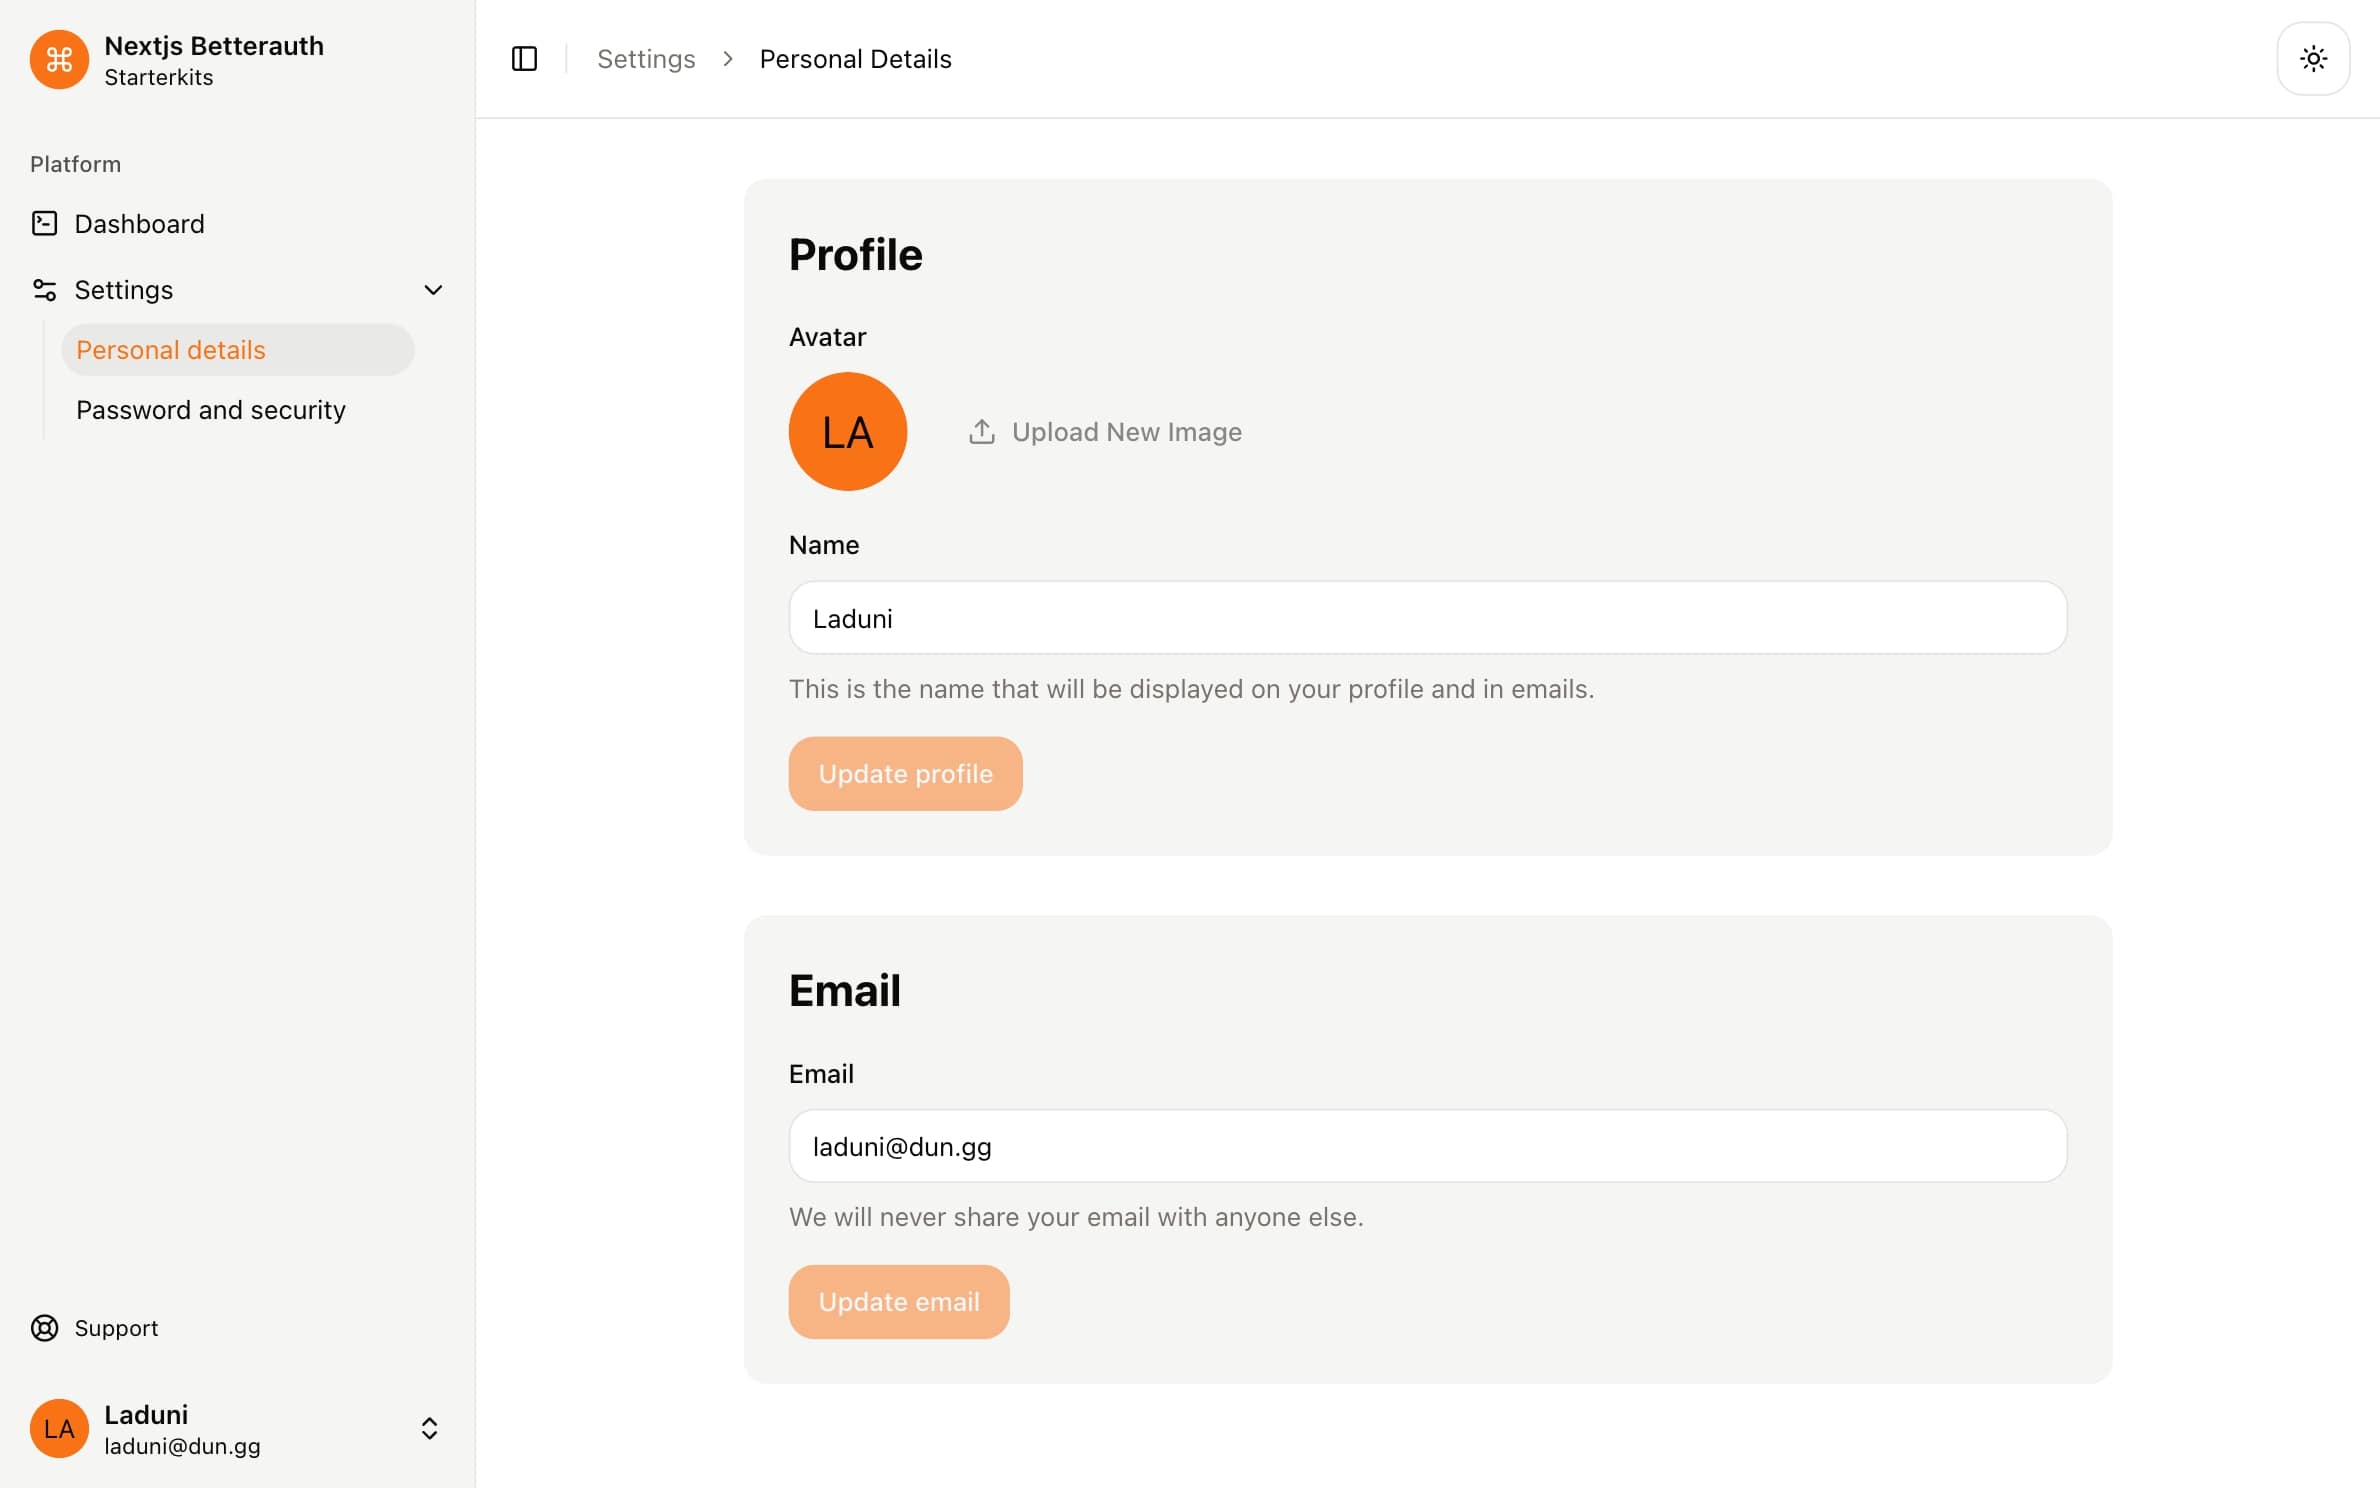 Nextjs Betterauth
Starterkits
Platform
Dashboard
Settings
Personal details
Password and security
Support
LA
Laduni
laduni@dun.gg
Settings > Personal Details
Profile
Avatar
LA
Upload New Image
Name
Laduni
This is the name that will be displayed on your profile and in emails.
Update profile
Email
Email
laduni@dun.gg
We will never share your email with anyone else.
Update email